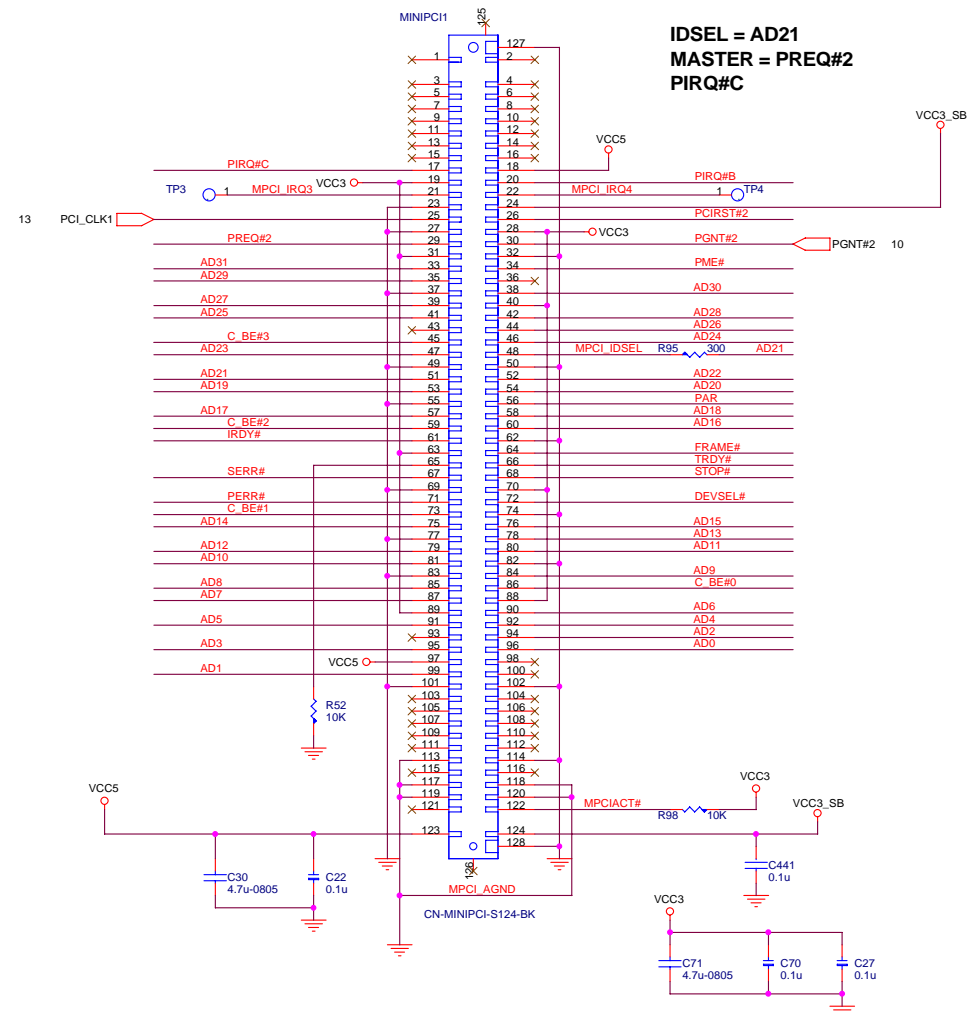 MINIPCI1
125
IDSEL = AD21
MASTER = PREQ#2
PIRQ#C
127
1 2
3 4
5 6
7 8
9 10
11 12
13 14
15 16
VCC5
VCC3_SB
PIRQ#C 17 18
VCC3 19 20 PIRQ#B
TP3 1 MPCI_IRQ3 21 22 MPCI_IRQ4 1 TP4
23 24
13 PCI_CLK1 25 26 PCIRST#2
27 28 VCC3
PREQ#2 29 30 PGNT#2 PGNT#2 10
31 32
AD31 33 34 PME#
AD29 35 36
37 38 AD30
AD27 39 40
AD25 41 42 AD28
43 44 AD26
C_BE#3 45 46 AD24
AD23 47 48 MPCI_IDSEL R95 300 AD21
49 50
AD21 51 52 AD22
AD19 53 54 AD20
55 56 PAR
AD17 57 58 AD18
C_BE#2 59 60 AD16
IRDY# 61 62
63 64 FRAME#
65 66 TRDY#
SERR# 67 68 STOP#
69 70
PERR# 71 72 DEVSEL#
C_BE#1 73 74
AD14 75 76 AD15
77 78 AD13
AD12 79 80 AD11
AD10 81 82
83 84 AD9
AD8 85 86 C_BE#0
AD7 87 88
89 90 AD6
AD5 91 92 AD4
93 94 AD2
AD3 95 96 AD0
VCC5 97 98
AD1 99 100
101 102
103 104
R52
10K
105 106
107 108
109 110
111 112
113 114
115 116
117 118
119 120
121 122 MPCIACT# R98 10K VCC3
VCC5 123 124 VCC3_SB
128
126
C30
4.7u-0805
C22
0.1u
C441
0.1u
MPCI_AGND
CN-MINIPCI-S124-BK
VCC3
C71
4.7u-0805
C70
0.1u
C27
0.1u